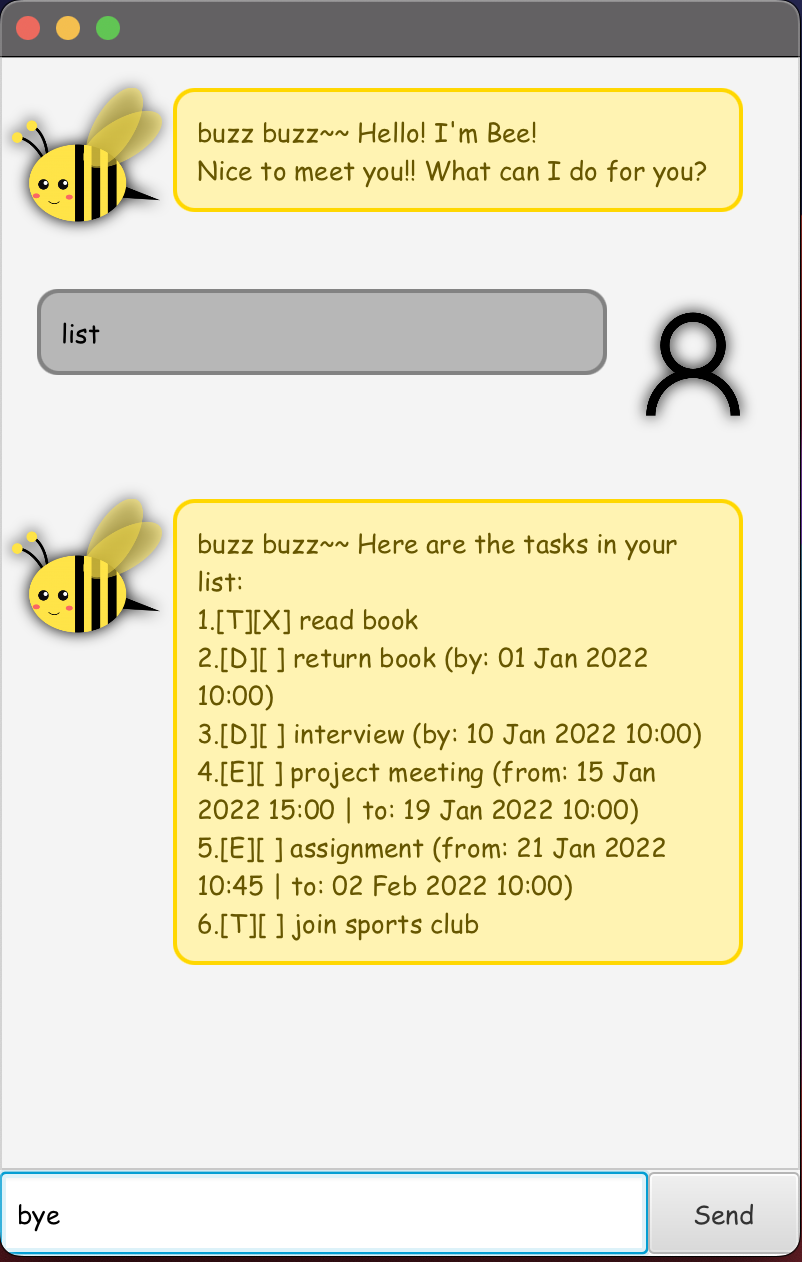 buzz buzz~~ Hello! I'm Bee!
Nice to meet you!! What can I do for you?
list
buzz buzz~~ Here are the tasks in your
list:
1.[T][X] read book
2.[D][ ] return book (by: 01 Jan 2022
10:00)
3.[D][ ] interview (by: 10 Jan 2022 10:00)
4.[E][ ] project meeting (from: 15 Jan
2022 15:00 | to: 19 Jan 2022 10:00)
5.[E][ ] assignment (from: 21 Jan 2022
10:45 | to: 02 Feb 2022 10:00)
6.[T][ ] join sports club
bye
Send